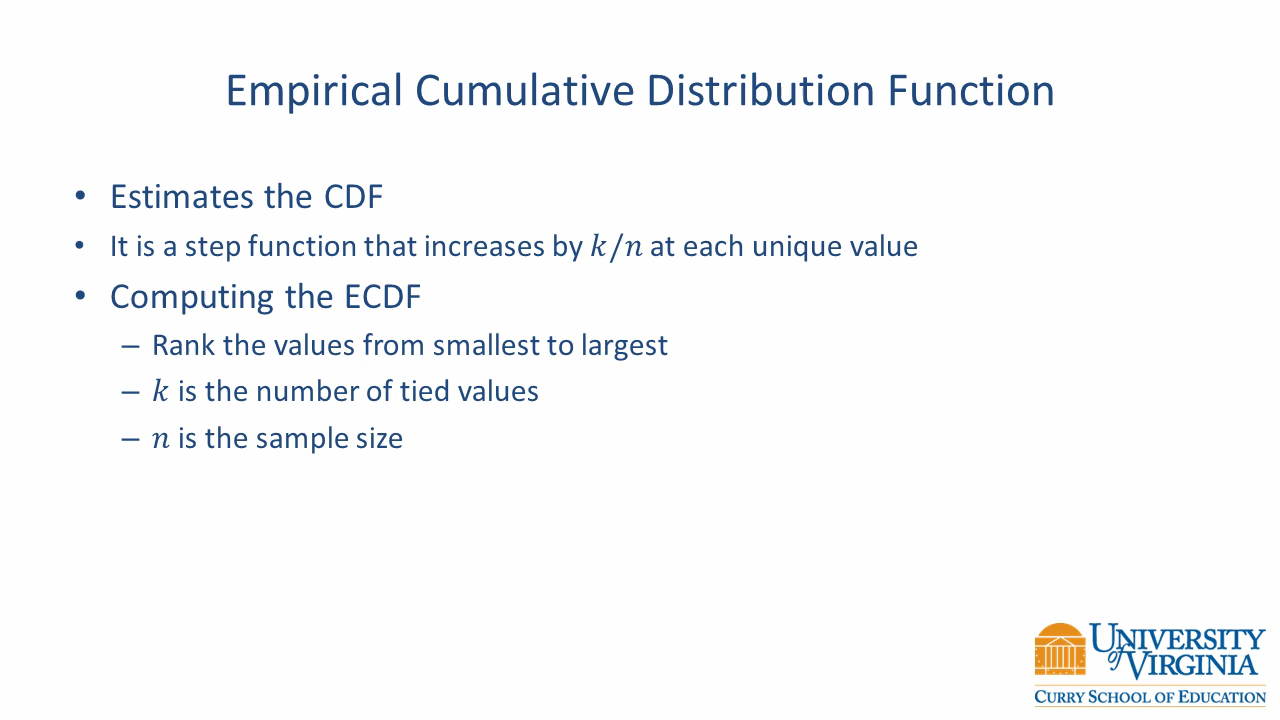 Empirical Cumulative Distribution Function
• Estimates the CDF
• It is a step function that increases by 𝑘/𝑛 at each unique value
• Computing the ECDF
– Rank the values from smallest to largest
– 𝑘 is the number of tied values
– 𝑛 is the sample size
UNIVERSITY
of VIRGINIA
CURRY SCHOOL OF EDUCATION